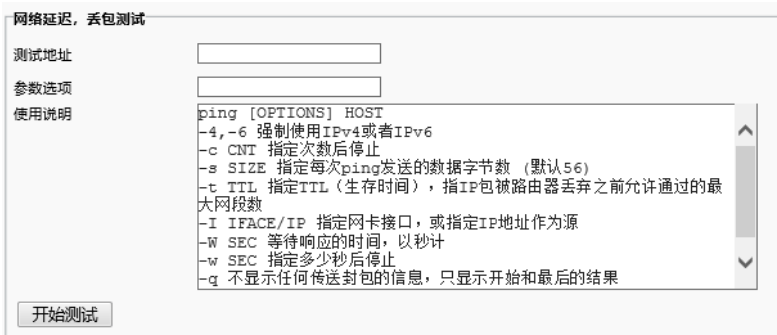 网络延迟，丢包测试
测试地址
参数选项
使用说明
ping [OPTIONS] HOST
-4,-6 强制使用IPv4或者IPv6
-c CNT 指定次数后停止
-s SIZE 指定每次ping发送的数据字节数 (默认56)
-t TTL 指定TTL（生存时间），指IP包被路由器丢弃之前允许通过的最
大网段数
-I IFACE/IP 指定网卡接口，或指定IP地址作为源
-W SEC 等待响应的时间，以秒计
-w SEC 指定多少秒后停止
-q 不显示任何传送封包的信息，只显示开始和最后的结果
开始测试